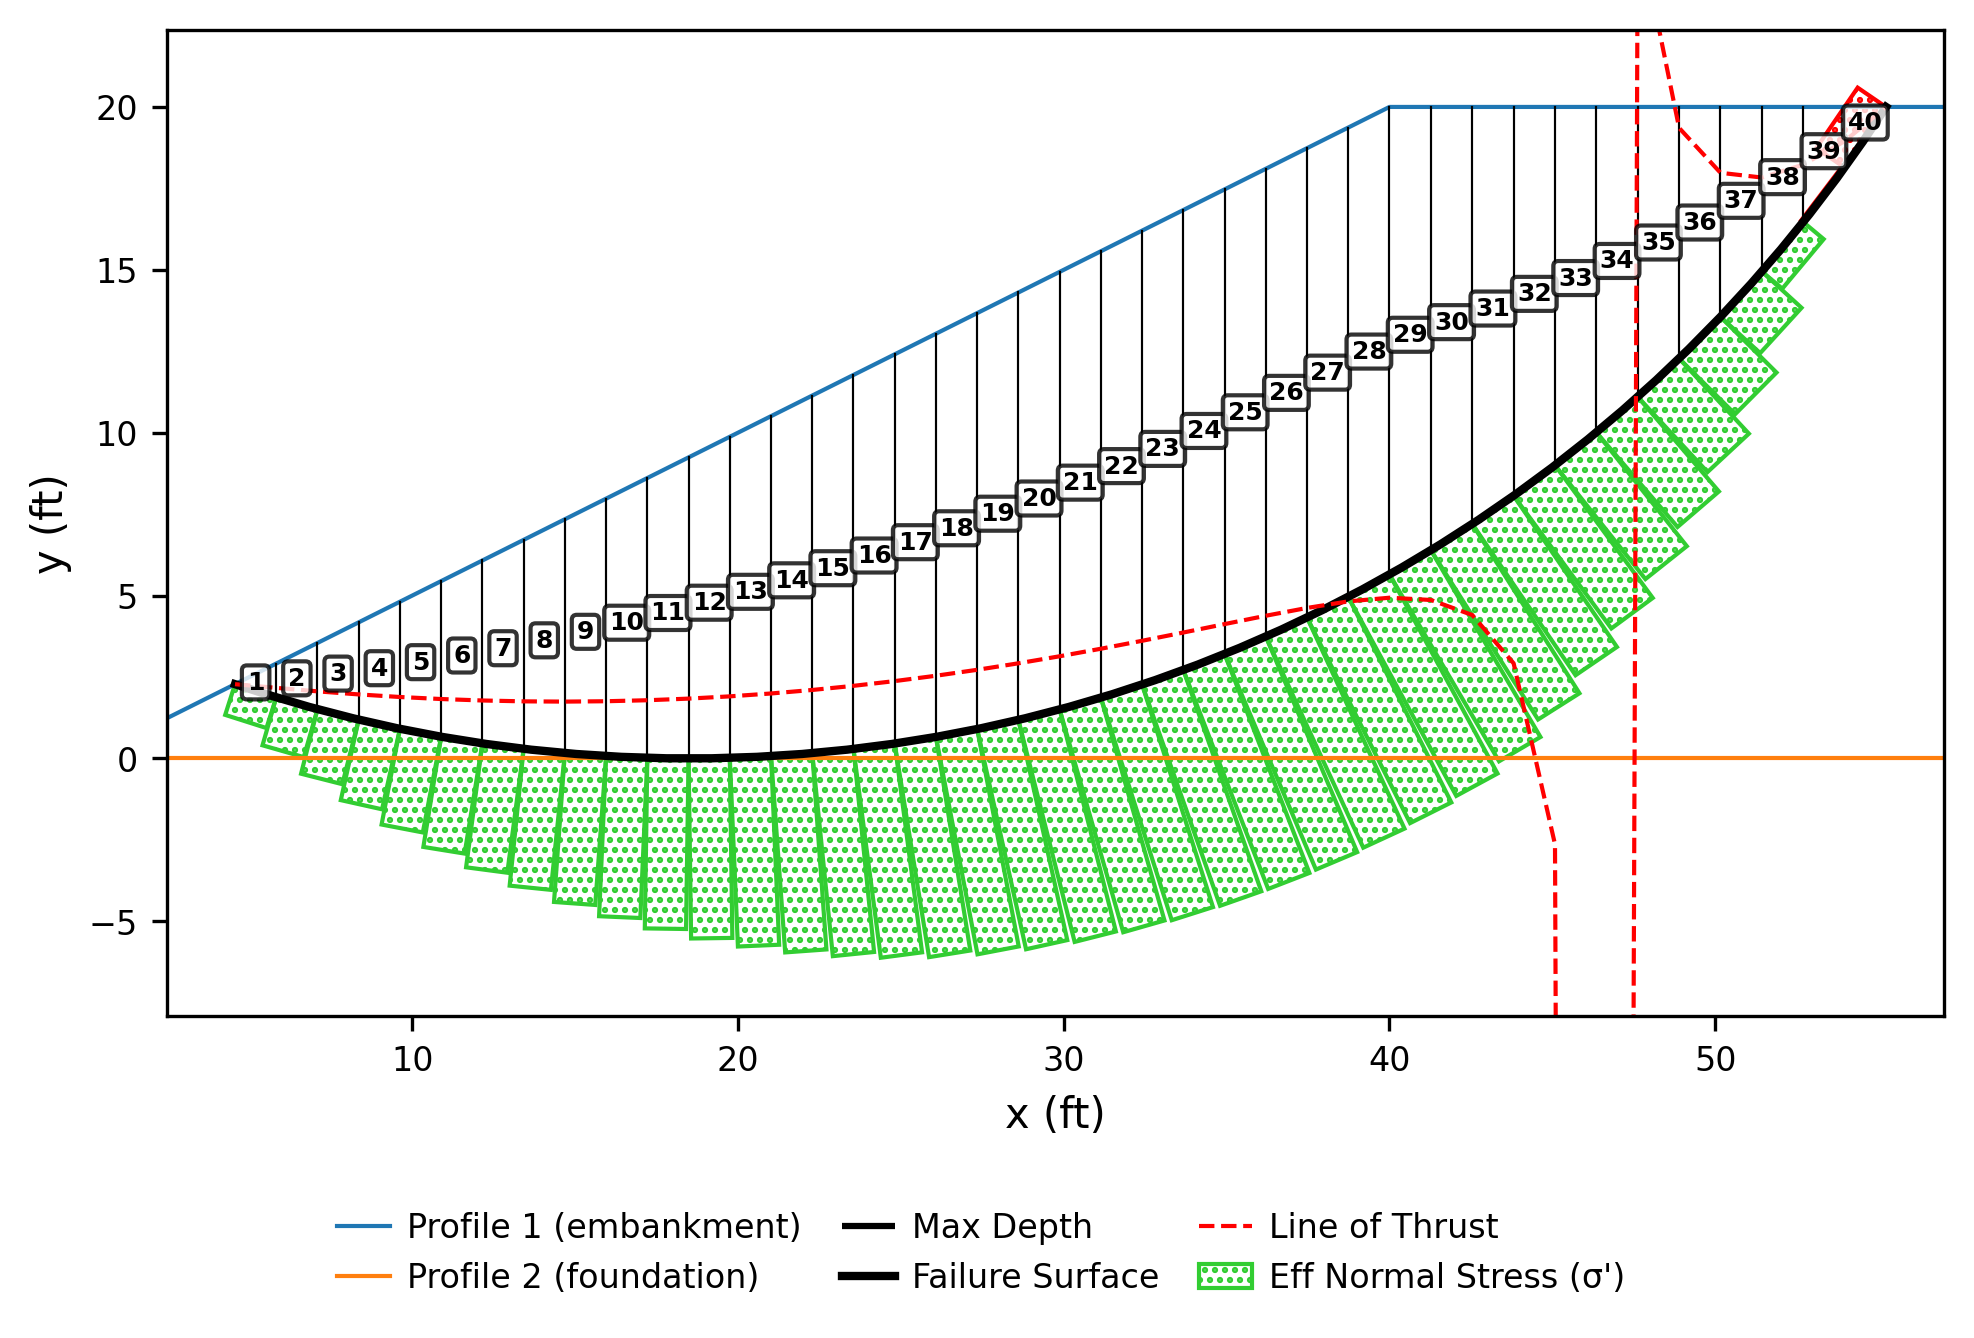 20
15
10
5
0
−5
y (ft)
1 2 3 4 5 6 7 8 9 10 11 12 13 14 15 16 17 18 19 20 21 22 23 24 25 26 27 28 29 30 31 32 33 34 35 36 37 38 39 40
10 20 30 40 50
x (ft)
Profile 1 (embankment) Max Depth Line of Thrust
Profile 2 (foundation) Failure Surface Eff Normal Stress (σ')